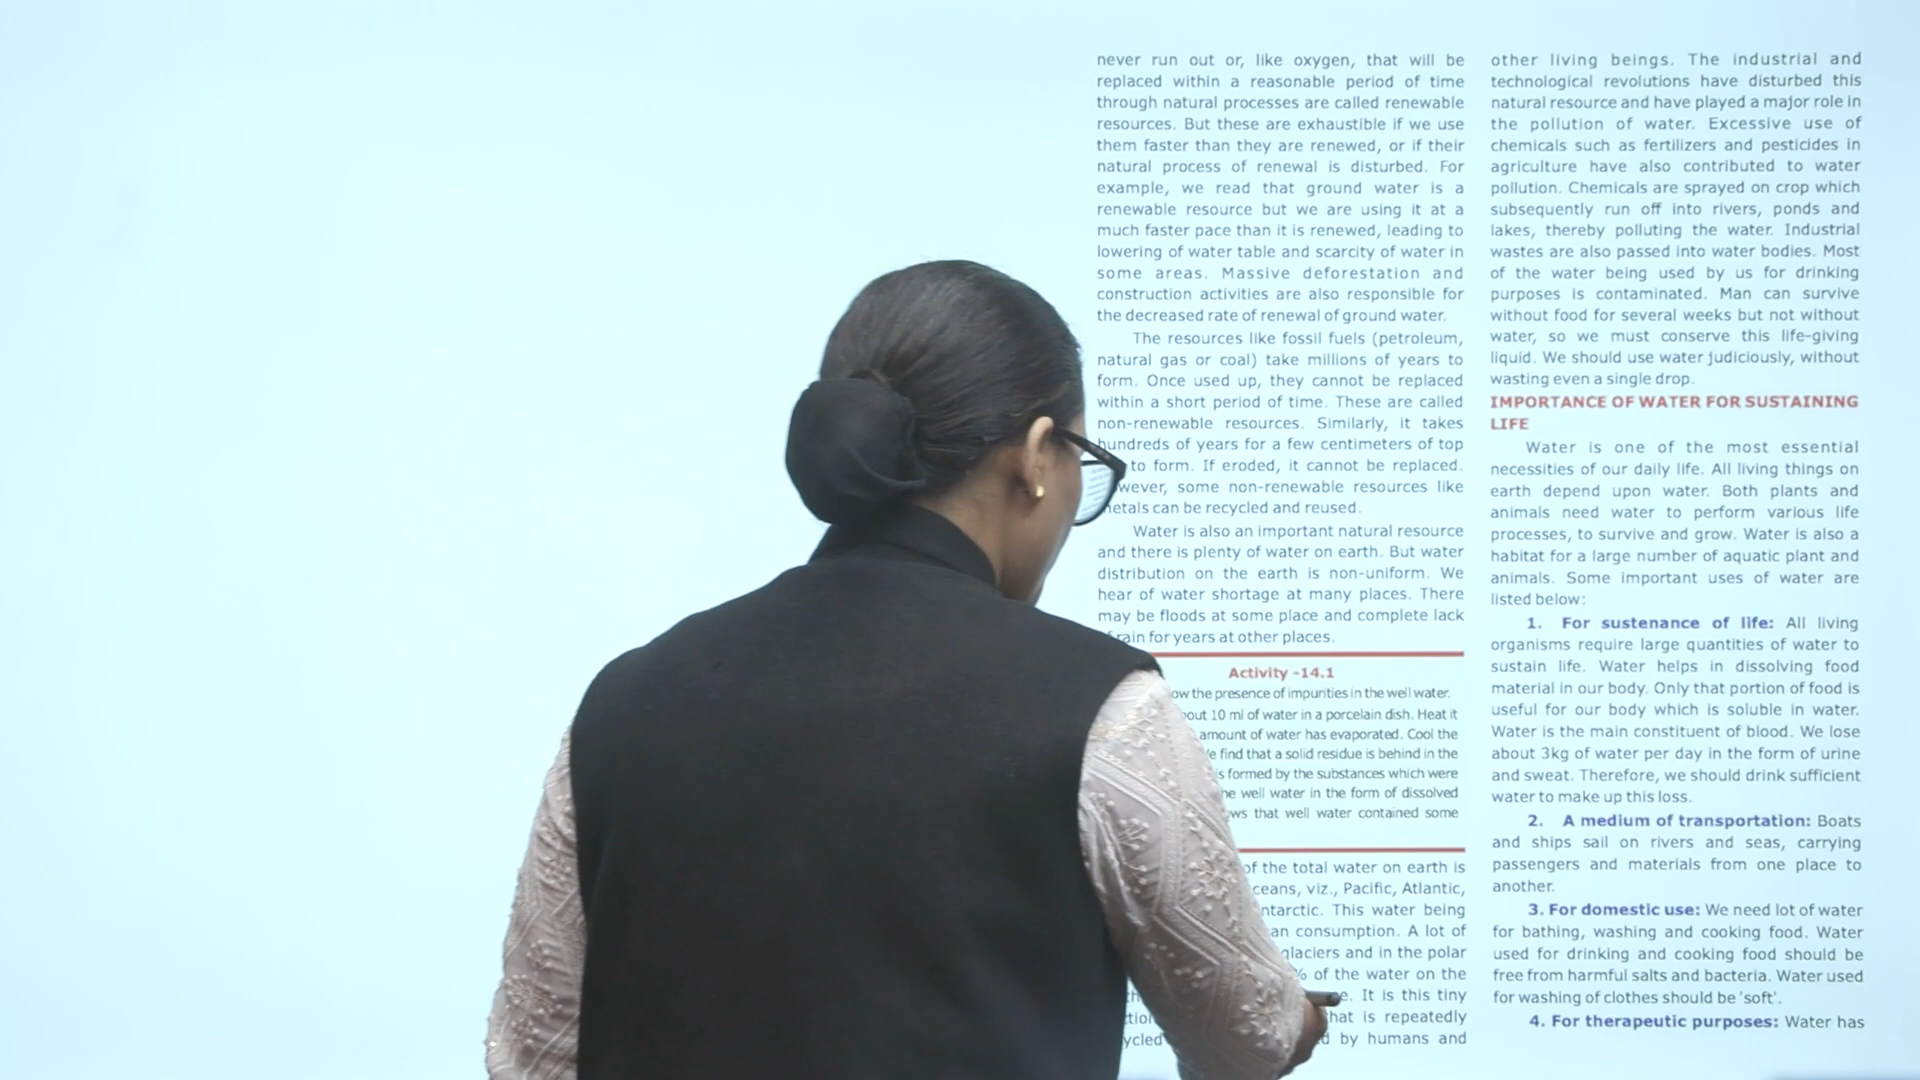 never run out or, like oxygen, that will be
replaced within a reasonable period of time
through natural processes are called renewable
resources. But these are exhaustible if we use
them faster than they are renewed, or if their
natural process of renewal is disturbed. For
example, we read that ground water is a
renewable resource but we are using it at a
much faster pace than it is renewed, leading to
lowering of water table and scarcity of water in
some areas. Massive deforestation and
construction activities are also responsible for
the decreased rate of renewal of ground water.
The resources like fossil fuels (petroleum,
natural gas or coal) take millions of years to
form. Once used up, they cannot be replaced
within a short period of time. These are called
non-renewable resources. Similarly, it takes
hundreds of years for a few centimeters of top
to form. If eroded, it cannot be replaced.
some non-renewable resources like
metals can be recycled and reused.
Water is also an important natural resource
and there is plenty of water on earth. But water
distribution on the earth is non-uniform. We
hear of water shortage at many places. There
may be floods at some place and complete lack
of rain for years at other places.
Activity -14.1
the presence of impurities in the well water.
10 ml of water in a porcelain dish. Heat it
amount of water has evaporated. Cool the
find that a solid residue is behind in the
formed by the substances which were
well water in the form of dissolved
that well water contained some
of the total water on earth is
viz., Pacific, Atlantic,
This water being
consumption. A lot of
glaciers and in the polar
% of the water on the
It is this tiny
that is repeatedly
by humans and
other living beings. The industrial and
technological revolutions have disturbed this
natural resource and have played a major role in
the pollution of water. Excessive use of
chemicals such as fertilizers and pesticides in
agriculture have also contributed to water
pollution. Chemicals are sprayed on crop which
subsequently run off into rivers, ponds and
lakes, thereby polluting the water. Industrial
wastes are also passed into water bodies. Most
of the water being used by us for drinking
purposes is contaminated. Man can survive
without food for several weeks but not without
water, so we must conserve this life-giving
liquid. We should use water judiciously, without
wasting even a single drop.
IMPORTANCE OF WATER FOR SUSTAINING
LIFE
Water is one of the most essential
necessities of our daily life. All living things on
earth depend upon water. Both plants and
animals need water to perform various life
processes, to survive and grow. Water is also a
habitat for a large number of aquatic plant and
animals. Some important uses of water are
listed below:
1. For sustenance of life: All living
organisms require large quantities of water to
sustain life. Water helps in dissolving food
material in our body. Only that portion of food is
useful for our body which is soluble in water.
Water is the main constituent of blood. We lose
about 3kg of water per day in the form of urine
and sweat. Therefore, we should drink sufficient
water to make up this loss.
2. A medium of transportation: Boats
and ships sail on rivers and seas, carrying
passengers and materials from one place to
another.
3. For domestic use: We need lot of water
for bathing, washing and cooking food. Water
used for drinking and cooking food should be
free from harmful salts and bacteria. Water used
for washing of clothes should be 'soft'.
4. For therapeutic purposes: Water has